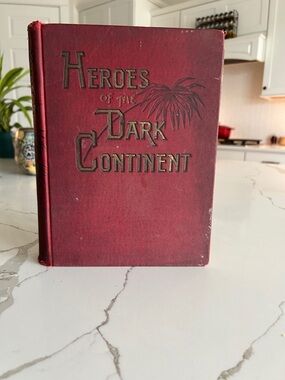 HEROES
OF THE
DARK
CONTINENT